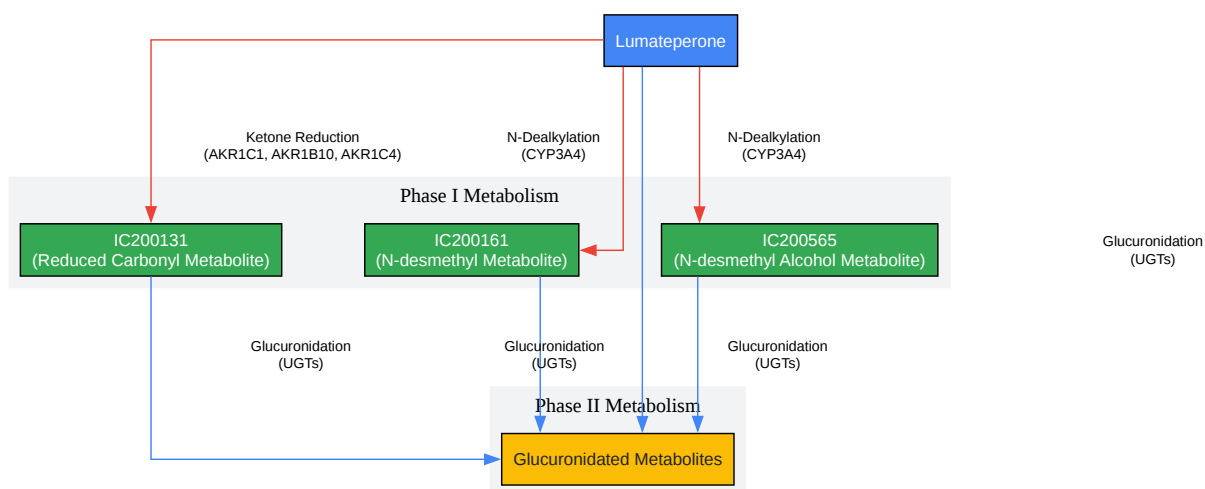 Lumateperone
Ketone Reduction
(AKR1C1, AKR1B10, AKR1C4)
N-Dealkylation
(CYP3A4)
N-Dealkylation
(CYP3A4)
Phase I Metabolism
IC200131
(Reduced Carbonyl Metabolite)
IC200161
(N-desmethyl Metabolite)
IC200565
(N-desmethyl Alcohol Metabolite)
Glucuronidation
(UGTs)
Glucuronidation
(UGTs)
Glucuronidation
(UGTs)
Glucuronidation
(UGTs)
Phase II Metabolism
Glucuronidated Metabolites